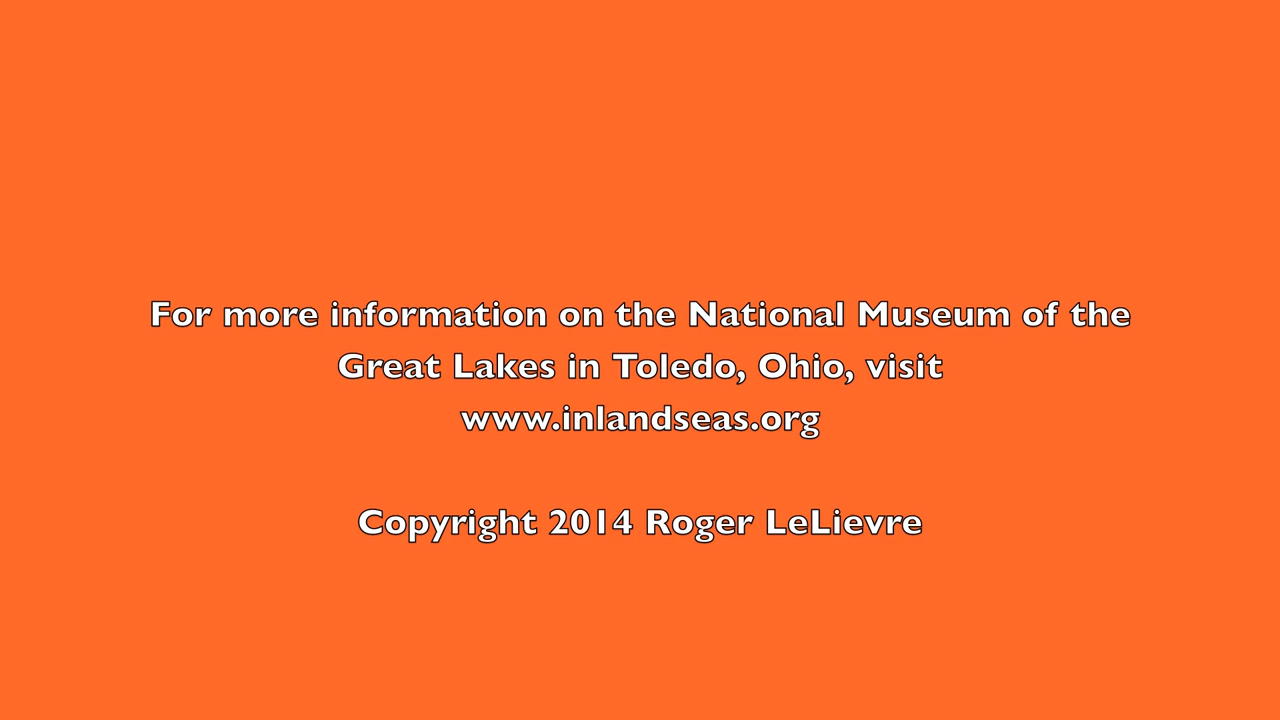 For more information on the National Museum of the
Great Lakes in Toledo, Ohio, visit
www.inlandseas.org
Copyright 2014 Roger LeLievre